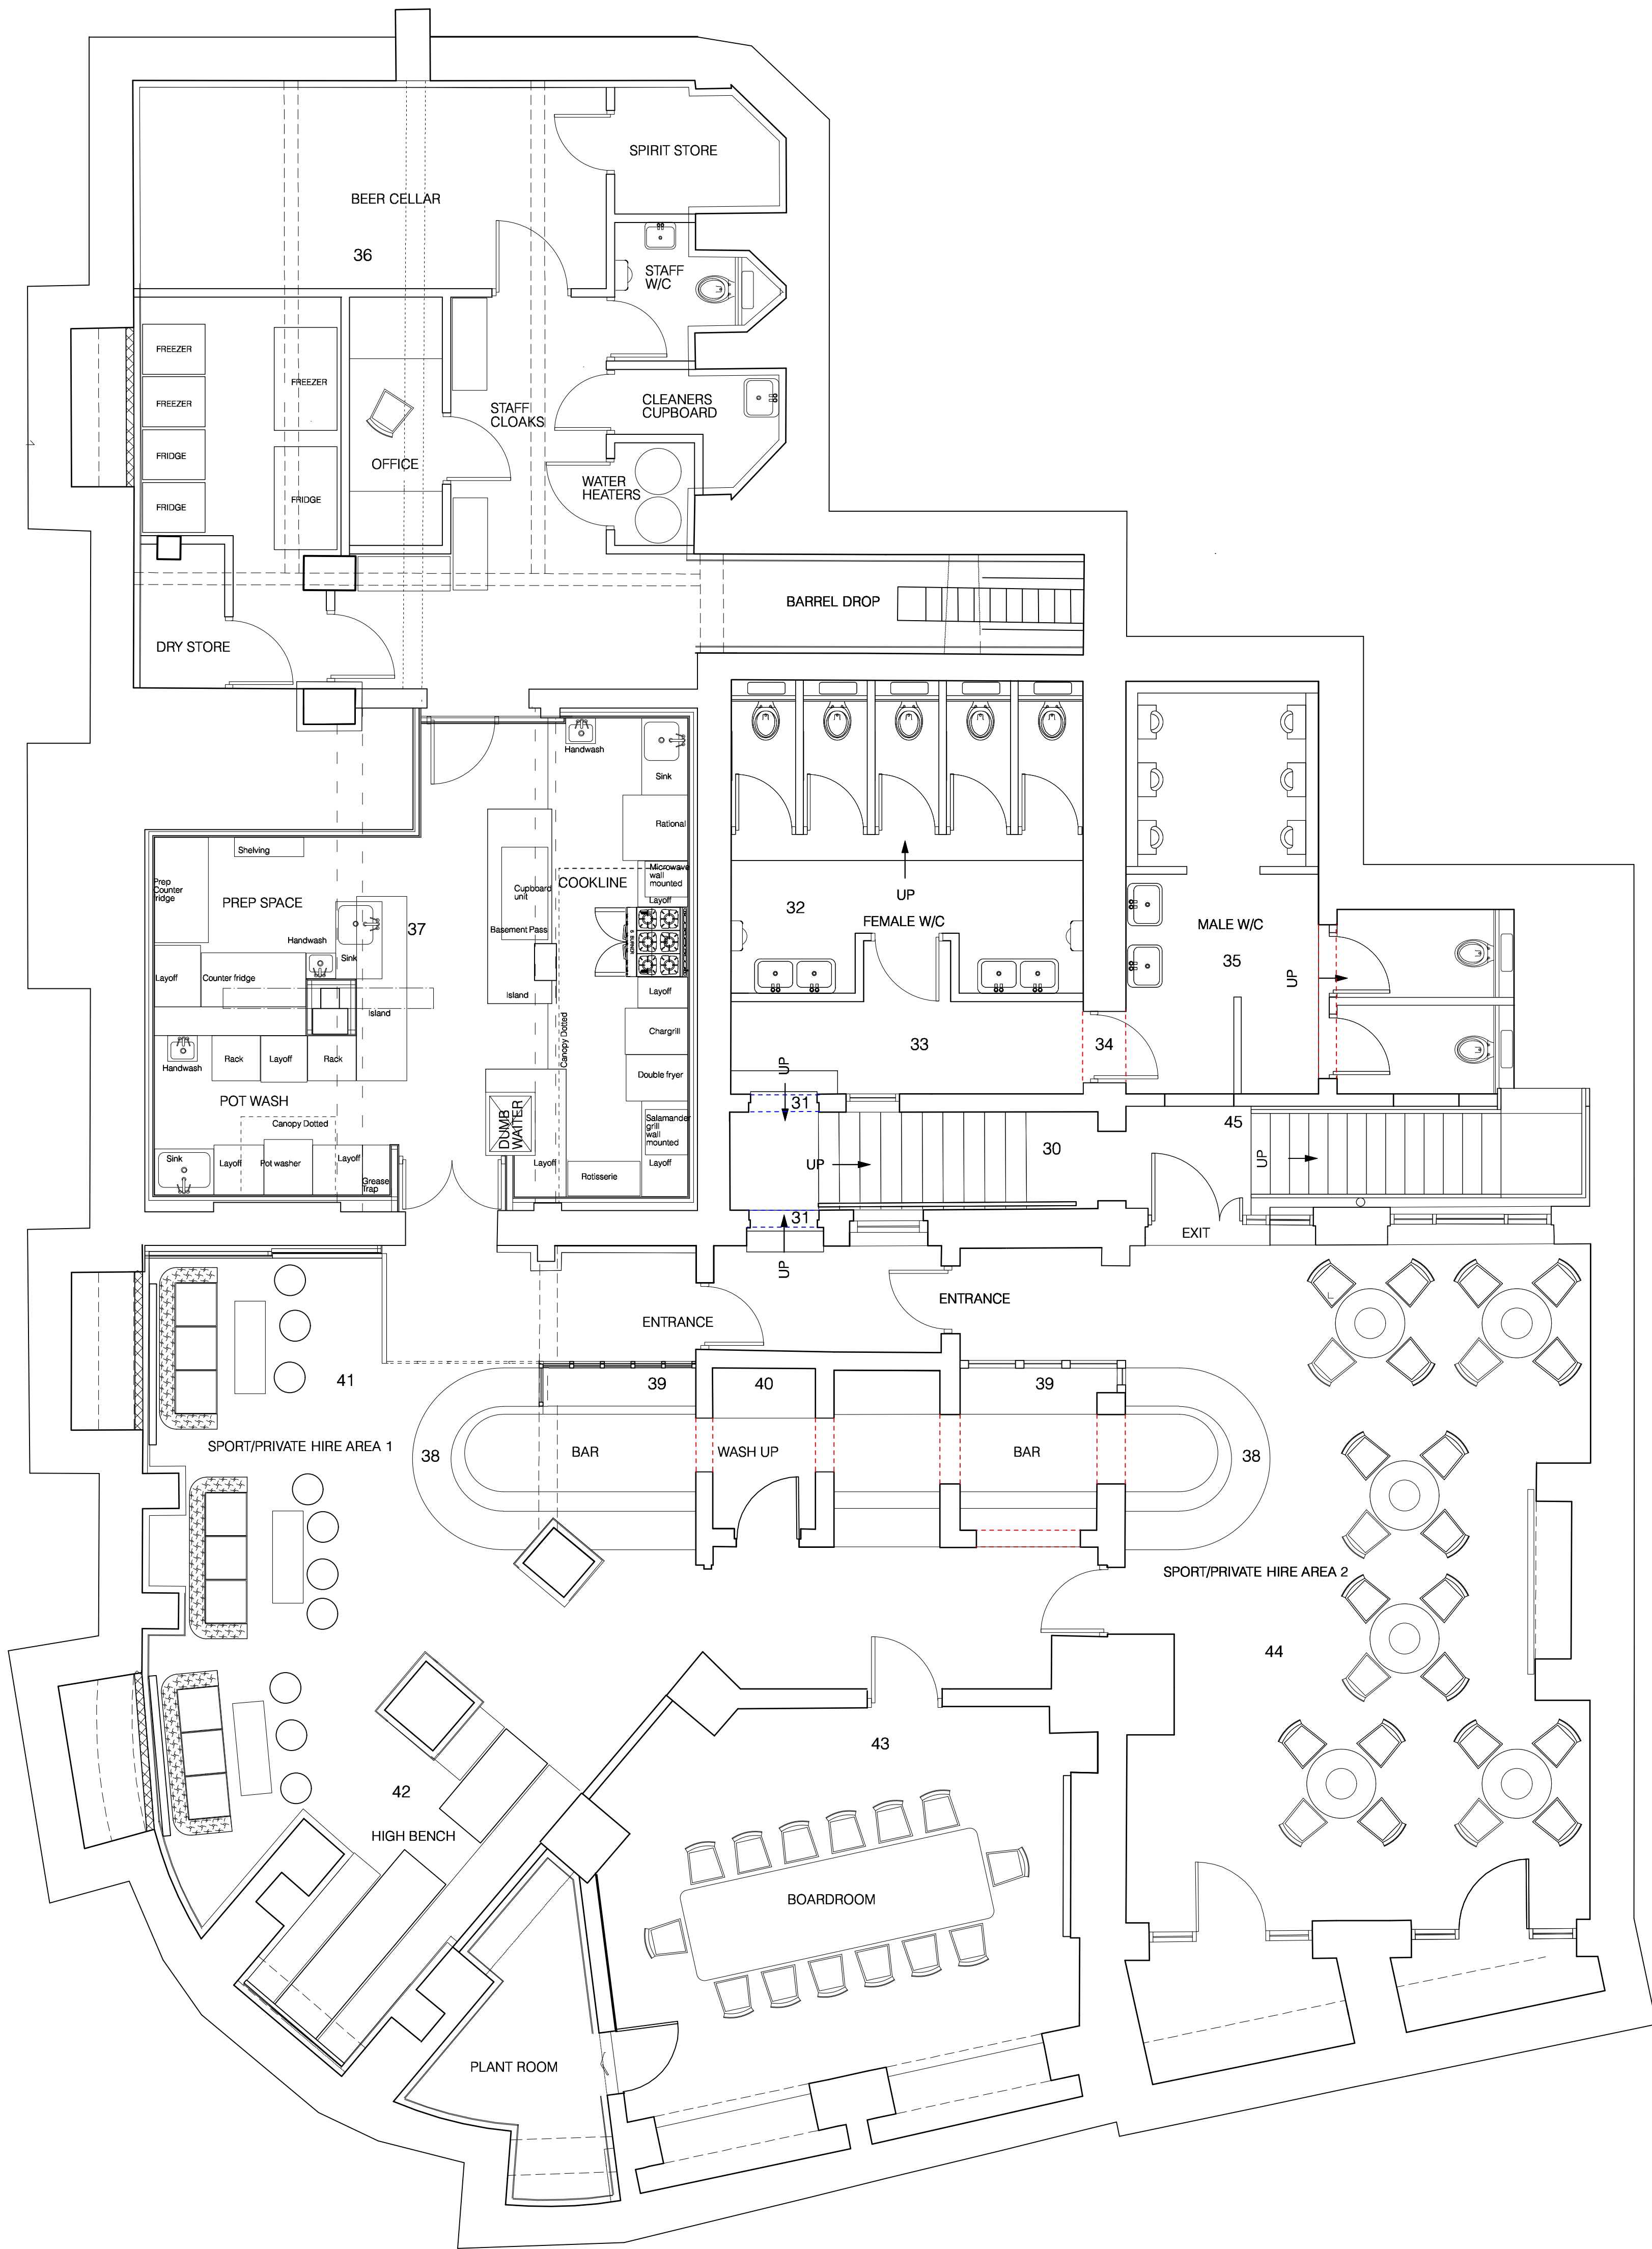 SPIRIT STORE
BEER CELLAR
36
STAFF
W/C
FREEZER
FREEZER
FREEZER
FRIDGE
FRIDGE
FRIDGE
OFFICE
STAFF
CLOAKS
CLEANERS
CUPBOARD
WATER
HEATERS
BARREL DROP
DRY STORE
Handwash
Sink
Rational
Microwave
wall
mounted
Layoff
Shelving
Prep
Counter
fridge
PREP SPACE
37
Handwash
Sink
Cupboard
unit
COOKLINE
Basement Pass
6 BURNER
Layoff
Counter fridge
Island
Island
Layoff
Canopy Dotted
Chargrill
Handwash
Rack
Layoff
Rack
Double fryer
POT WASH
Canopy Dotted
DUMB
WAITER
Salamander
grill
wall
mounted
Sink
Layoff
Pot washer
Layoff
Grease
Trap
Layoff
Rotisserie
Layoff
UP
32
FEMALE W/C
MALE W/C
35
UP
33
34
UP
31
30
45
UP
UP
31
UP
EXIT
ENTRANCE
ENTRANCE
41
39
40
39
SPORT/PRIVATE HIRE AREA 1
38
BAR
WASH UP
BAR
38
SPORT/PRIVATE HIRE AREA 2
44
43
42
HIGH BENCH
BOARDROOM
PLANT ROOM